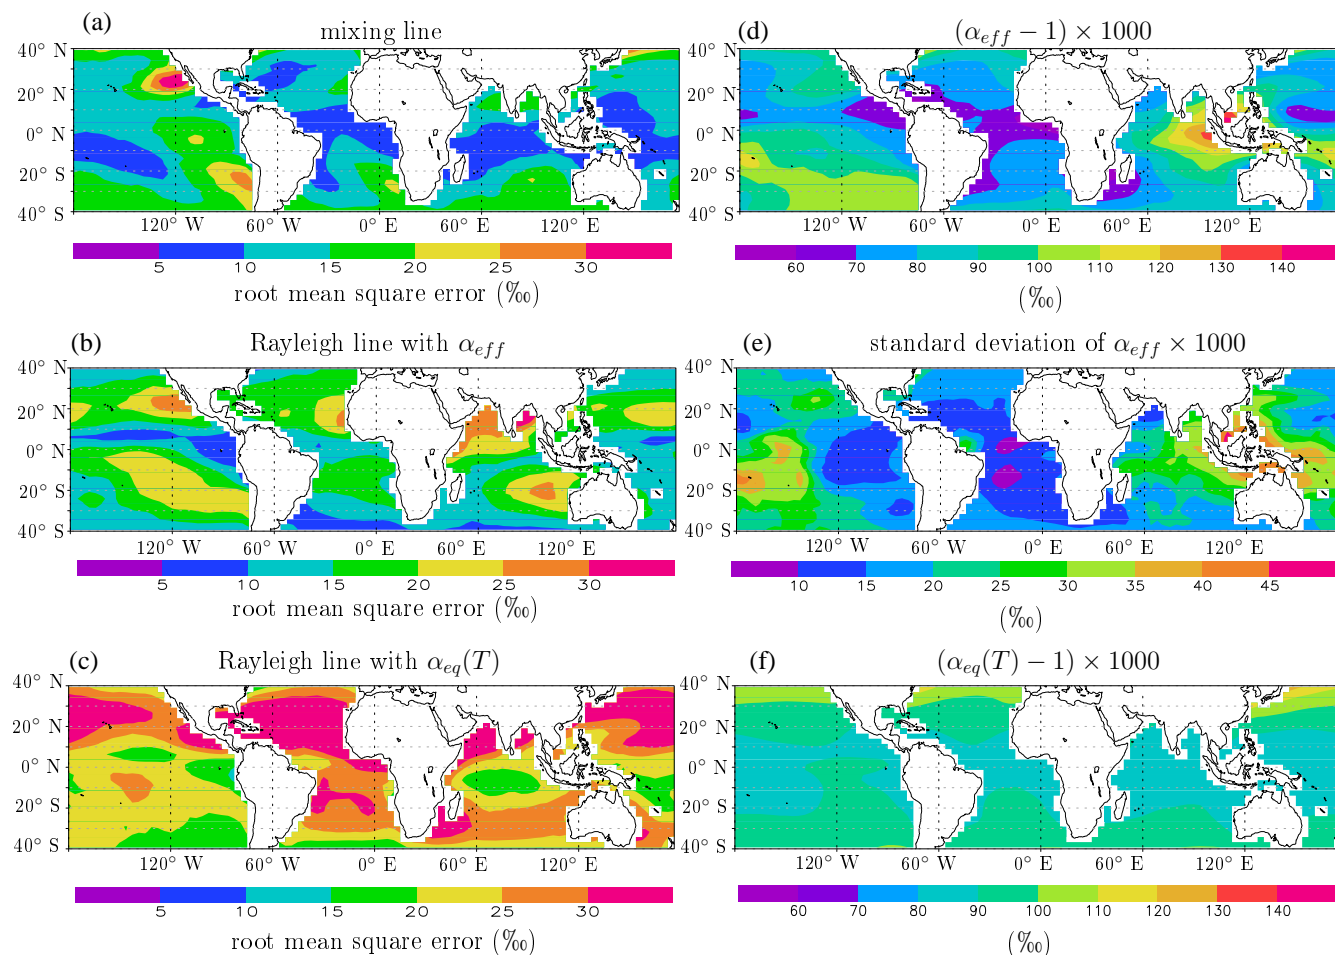 (a)
mixing line
40° N
20° N
0° N
20° S
40° S
120° W 60° W 0° E 60° E 120° E
5 10 15 20 25 30
root mean square error (‰)
(b)
Rayleigh line with α_eff
40° N
20° N
0° N
20° S
40° S
120° W 60° W 0° E 60° E 120° E
5 10 15 20 25 30
root mean square error (‰)
(c)
Rayleigh line with α_eq(T)
40° N
20° N
0° N
20° S
40° S
120° W 60° W 0° E 60° E 120° E
5 10 15 20 25 30
root mean square error (‰)
(d)
(α_eff − 1) × 1000
40° N
20° N
0° N
20° S
40° S
120° W 60° W 0° E 60° E 120° E
60 70 80 90 100 110 120 130 140
(‰)
(e)
standard deviation of α_eff × 1000
40° N
20° N
0° N
20° S
40° S
120° W 60° W 0° E 60° E 120° E
10 15 20 25 30 35 40 45
(‰)
(f)
(α_eq(T) − 1) × 1000
40° N
20° N
0° N
20° S
40° S
120° W 60° W 0° E 60° E 120° E
60 70 80 90 100 110 120 130 140
(‰)